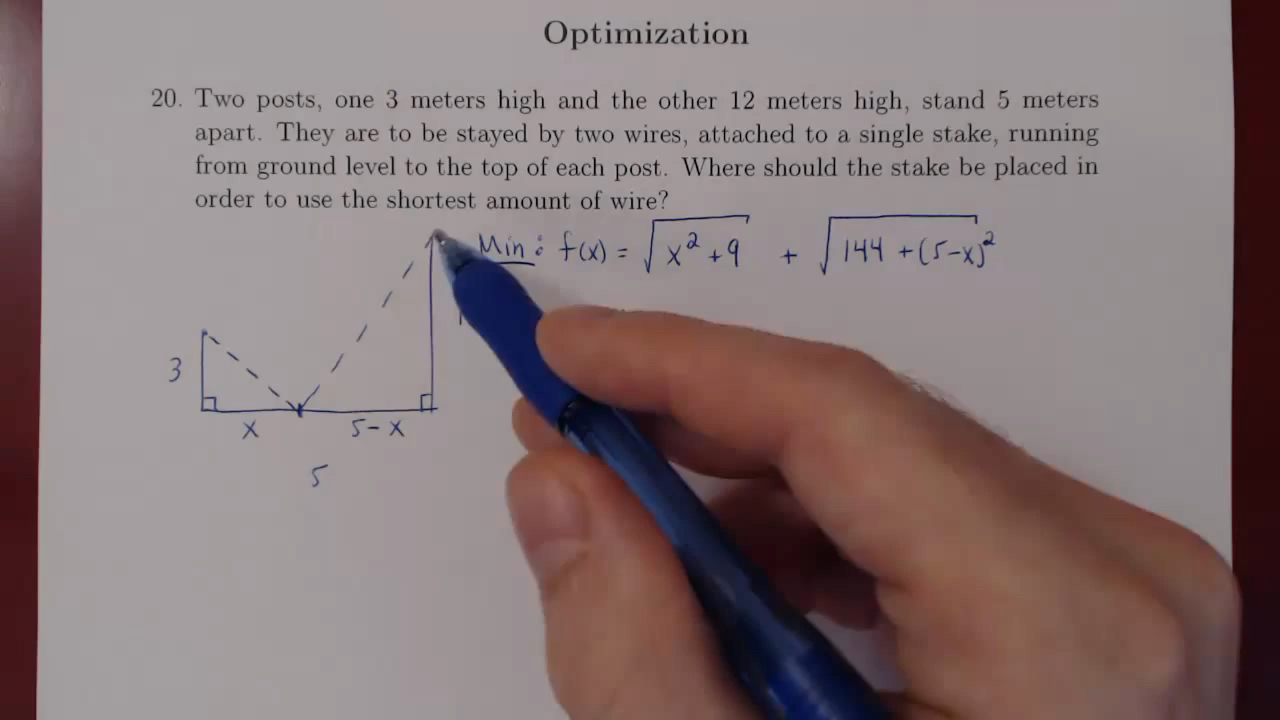 Optimization
20. Two posts, one 3 meters high and the other 12 meters high, stand 5 meters
apart. They are to be stayed by two wires, attached to a single stake, running
from ground level to the top of each post. Where should the stake be placed in
order to use the shortest amount of wire?
Min: f(x) = √(x² + 9) + √(144 + (5-x)²)
3
x 5-x
5